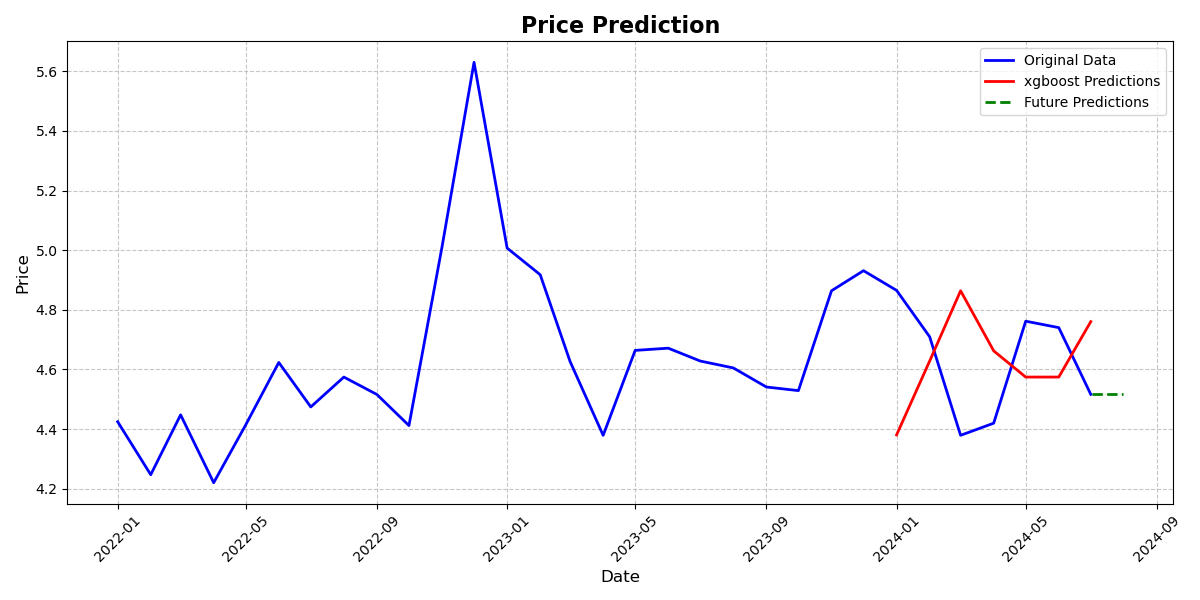 Price Prediction
Original Data
xgboost Predictions
Future Predictions
Price
5.6
5.4
5.2
5.0
4.8
4.6
4.4
4.2
2022-01
2022-05
2022-09
2023-01
2023-05
2023-09
2024-01
2024-05
2024-09
Date